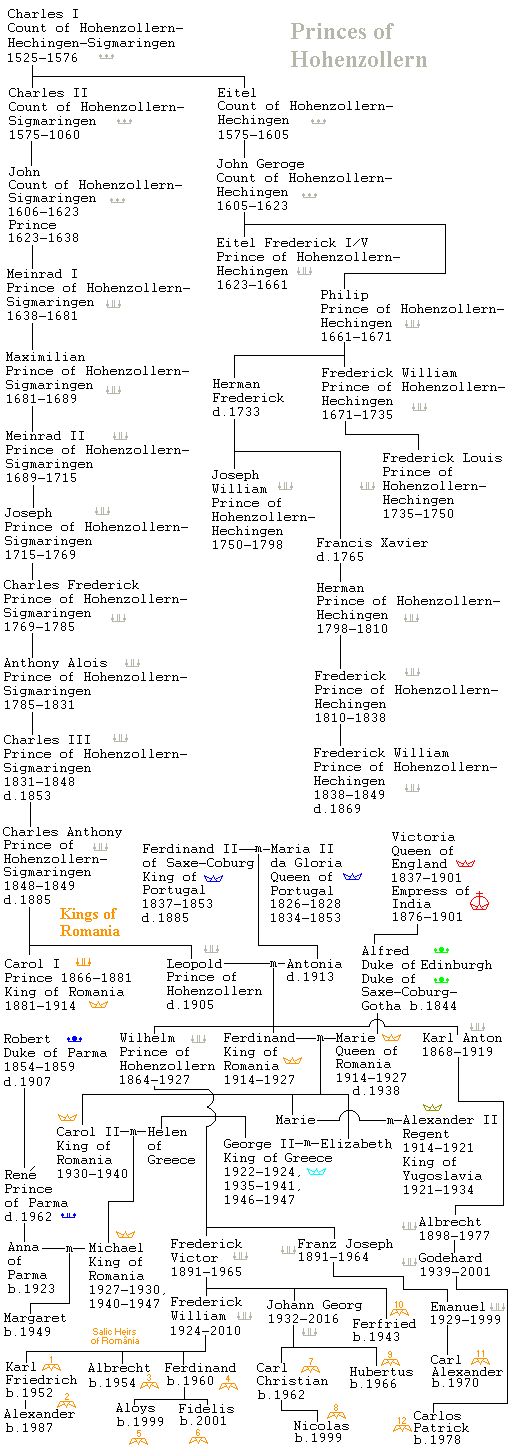 Princes of
Hohenzollern
Charles I
Count of Hohenzollern-
Hechingen-Sigmaringen
1525-1576
Charles II
Count of Hohenzollern-
Sigmaringen
1575-1060
Eitel
Count of Hohenzollern-
Hechingen
1575-1605
John
Count of Hohenzollern-
Sigmaringen
1606-1623
Prince
1623-1638
John Geroge
Count of Hohenzollern-
Hechingen
1605-1623
Eitel Frederick I/V
Prince of Hohenzollern-
Hechingen
1623-1661
Meinrad I
Prince of Hohenzollern-
Sigmaringen
1638-1681
Philip
Prince of Hohenzollern-
Hechingen
1661-1671
Maximilian
Prince of Hohenzollern-
Sigmaringen
1681-1689
Herman
Frederick
d.1733
Frederick William
Prince of Hohenzollern-
Hechingen
1671-1735
Meinrad II
Prince of Hohenzollern-
Sigmaringen
1689-1715
Joseph
William
Prince of
Hohenzollern-
Hechingen
1750-1798
Frederick Louis
Prince of
Hohenzollern-
Hechingen
1735-1750
Joseph
Prince of Hohenzollern-
Sigmaringen
1715-1769
Francis Xavier
d.1765
Charles Frederick
Prince of Hohenzollern-
Sigmaringen
1769-1785
Herman
Prince of Hohenzollern-
Hechingen
1798-1810
Anthony Alois
Prince of Hohenzollern-
Sigmaringen
1785-1831
Frederick
Prince of Hohenzollern-
Hechingen
1810-1838
Charles III
Prince of Hohenzollern-
Sigmaringen
1831-1848
d.1853
Frederick William
Prince of Hohenzollern-
Hechingen
1838-1849
d.1869
Charles Anthony
Prince of
Hohenzollern-
Sigmaringen
1848-1849
d.1885
Ferdinand II
of Saxe-Coburg
King of
Portugal
1837-1853
d.1885
m
Maria II
da Gloria
Queen of
Portugal
1826-1828
1834-1853
Victoria
Queen of
England
1837-1901
Empress of
India
1876-1901
Kings of
Romania
Carol I
Prince 1866-1881
King of Romania
1881-1914
Leopold
Prince of
Hohenzollern
d.1905
m
Antonia
d.1913
Alfred
Duke of Edinburgh
Duke of
Saxe-Coburg-
Gotha b.1844
Robert
Duke of Parma
1854-1859
d.1907
Wilhelm
Prince of
Hohenzollern
1864-1927
Ferdinand
King of
Romania
1914-1927
m
Marie
Queen of
Romania
1914-1927
d.1938
Karl Anton
1868-1919
Carol II
King of
Romania
1930-1940
m
Helen
of
Greece
George II
King of Greece
1922-1924,
1935-1941,
1946-1947
m
Elizabeth
Marie
m
Alexander II
Regent
1914-1921
King of
Yugoslavia
1921-1934
René
Prince
of Parma
d.1962
Albrecht
1898-1977
Anna
of
Parma
b.1923
m
Michael
King of
Romania
1927-1930,
1940-1947
Frederick
Victor
1891-1965
Franz Joseph
1891-1964
Godehard
1939-2001
Margaret
b.1949
Frederick
William
1924-2010
Johann Georg
1932-2016
10
Ferfried
b.1943
Emanuel
1929-1999
Salic Heirs
of Romania
Karl
Friedrich
b.1952
1
Albrecht
b.1954
3
Ferdinand
b.1960
4
Carl
Christian
b.1962
7
Hubertus
b.1966
9
Carl
Alexander
b.1970
11
Alexander
b.1987
2
Aloys
b.1999
5
Fidelis
b.2001
6
Nicolas
b.1999
8
12
Carlos
Patrick
b.1978